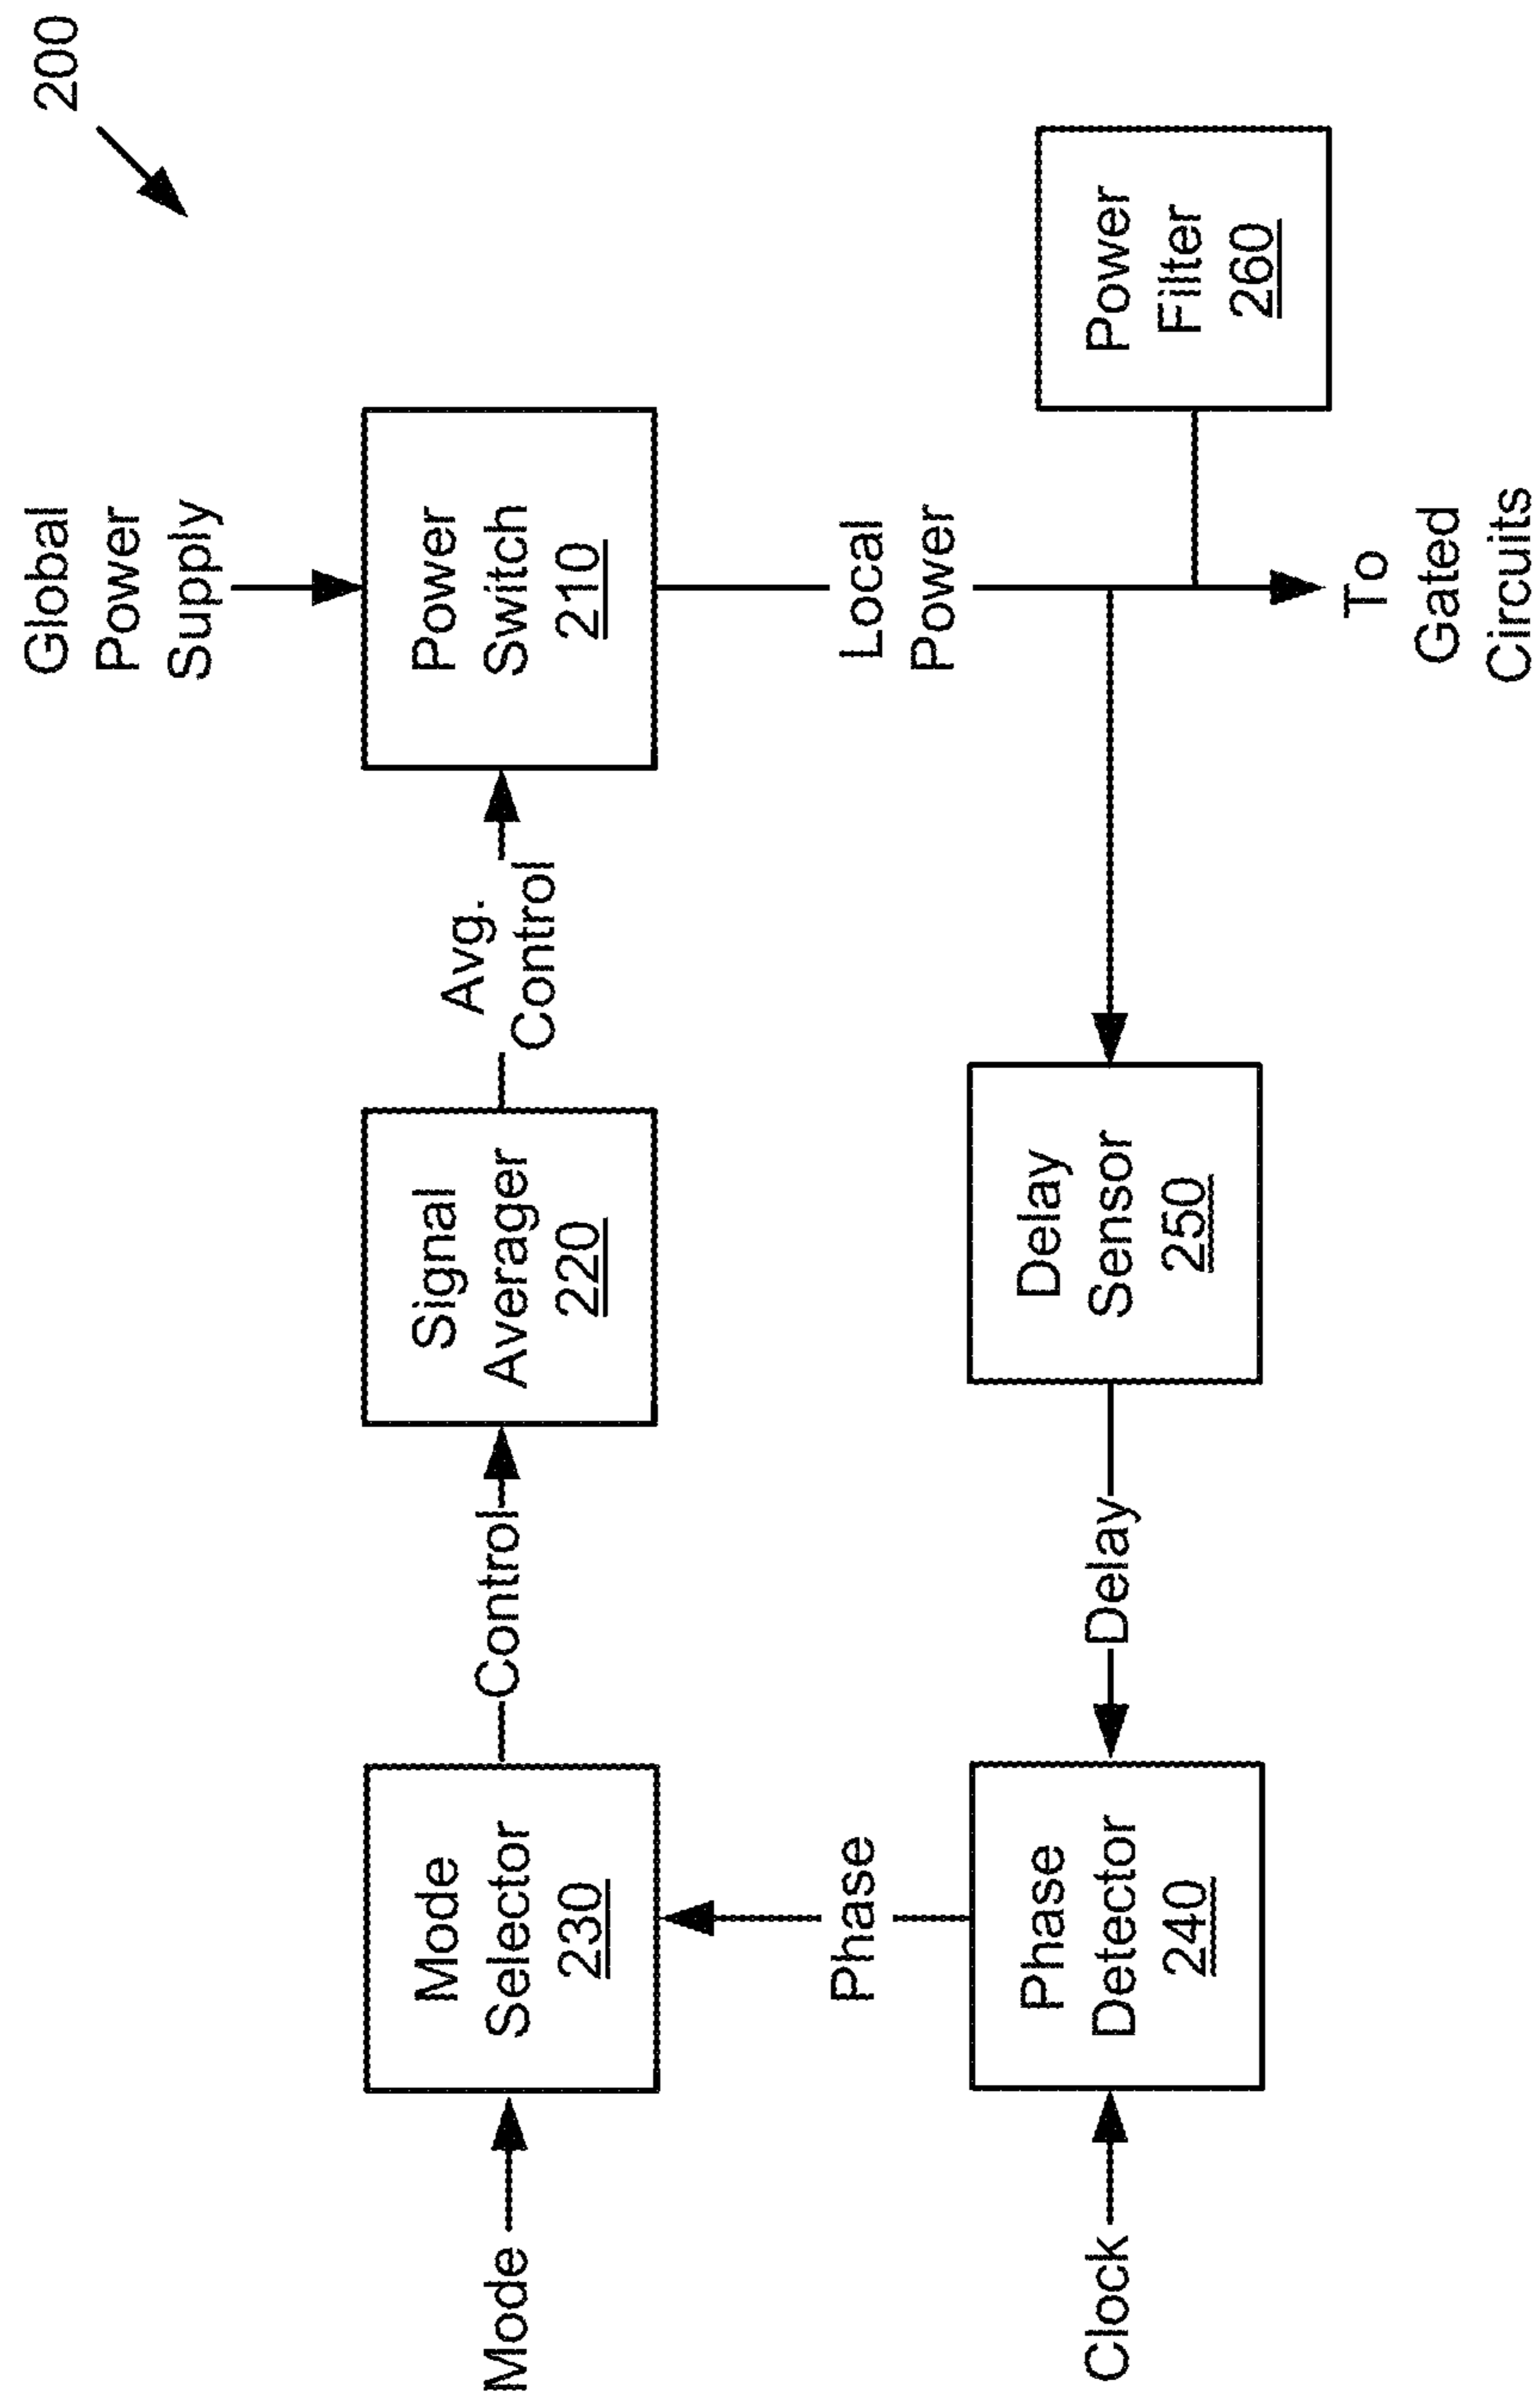 200
Global
Power
Supply
Mode
Mode
Selector
230
Control
Signal
Averager
220
Avg.
Control
Power
Switch
210
Phase
Local
Power
Clock
Phase
Detector
240
Delay
Delay
Sensor
250
Power
Filter
260
To
Gated
Circuits